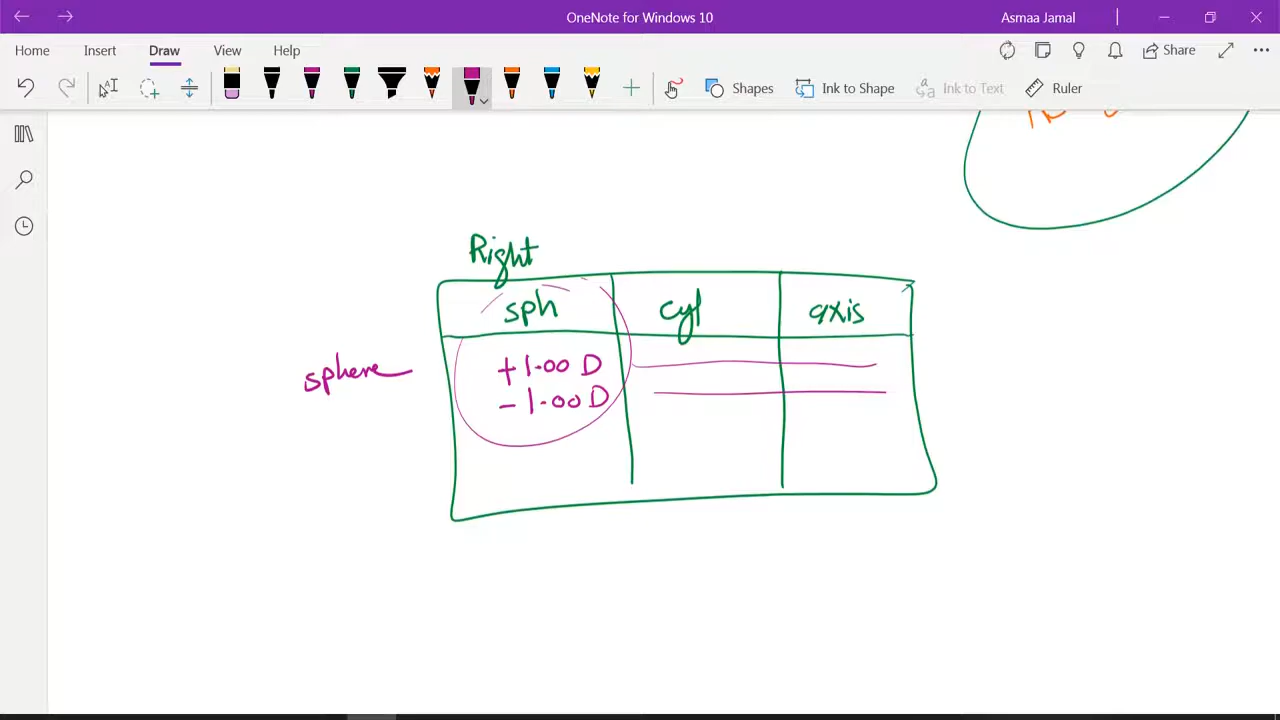 OneNote for Windows 10
Asmaa Jamal
Home Insert Draw View Help
Share
Shapes Ink to Shape Ink to Text Ruler
Right
sph cyl axis
sphere
+1.00 D
-1.00 D